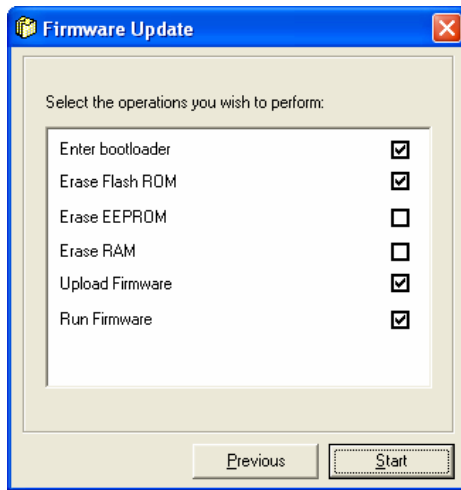 Firmware Update
Select the operations you wish to perform:
Enter bootloader
Erase Flash ROM
Erase EEPROM
Erase RAM
Upload Firmware
Run Firmware
Previous
Start